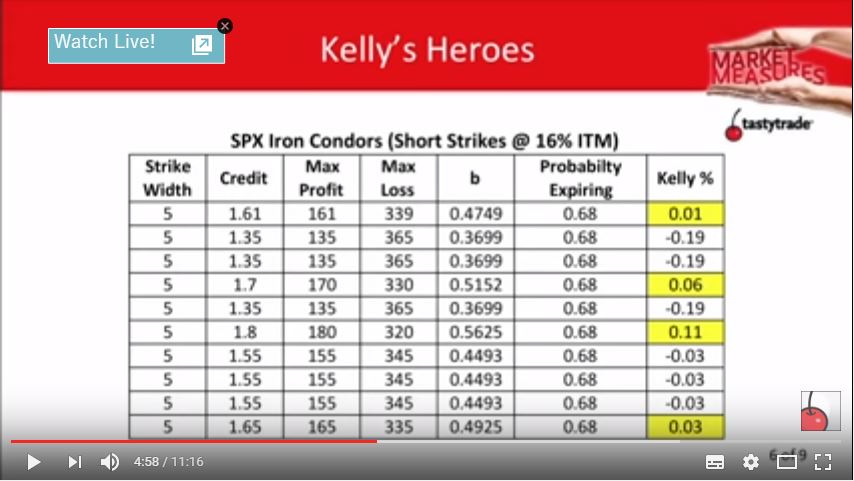 Watch Live!
Kelly's Heroes
MARKET
MEASURES
tastytrade
SPX Iron Condors (Short Strikes @ 16% ITM)
Strike Width Credit Max Profit Max Loss b Probabilty Expiring Kelly %
5 1.61 161 339 0.4749 0.68 0.01
5 1.35 135 365 0.3699 0.68 -0.19
5 1.35 135 365 0.3699 0.68 -0.19
5 1.7 170 330 0.5152 0.68 0.06
5 1.35 135 365 0.3699 0.68 -0.19
5 1.8 180 320 0.5625 0.68 0.11
5 1.55 155 345 0.4493 0.68 -0.03
5 1.55 155 345 0.4493 0.68 -0.03
5 1.55 155 345 0.4493 0.68 -0.03
5 1.65 165 335 0.4925 0.68 0.03
4:58 / 11:16
6 of 9